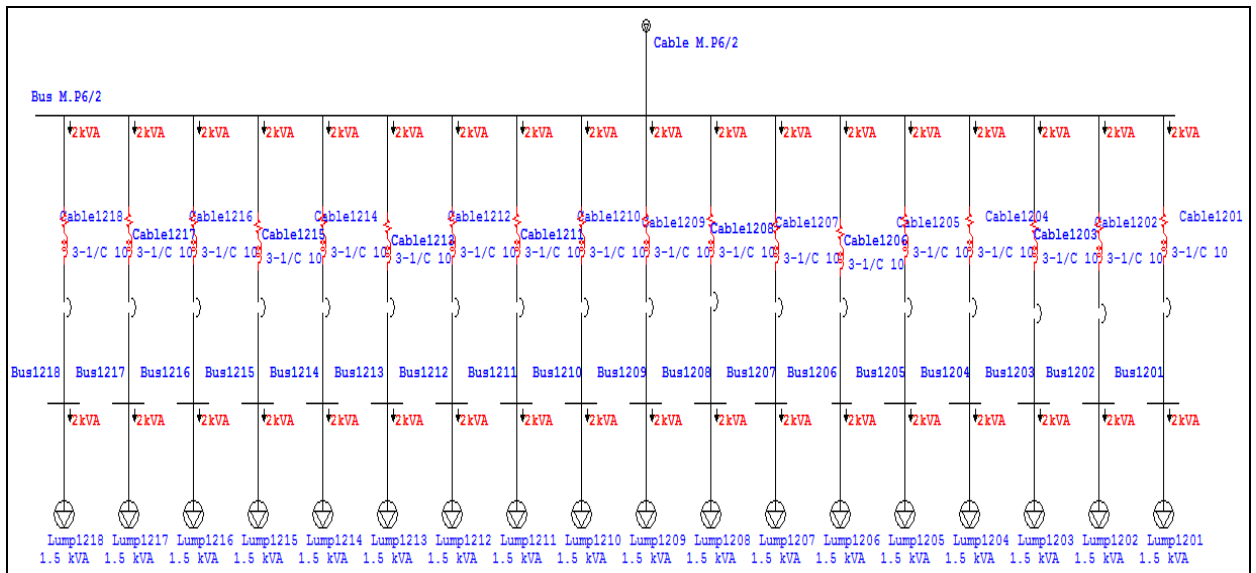 Cable M.P6/2
Bus M.P6/2
2kVA 2kVA 2kVA 2kVA 2kVA 2kVA 2kVA 2kVA 2kVA 2kVA 2kVA 2kVA 2kVA 2kVA 2kVA 2kVA 2kVA 2kVA
Cable1218 Cable1216 Cable1214 Cable1212 Cable1210 Cable1209 Cable1207 Cable1205 Cable1204 Cable1202 Cable1201
Cable1217 Cable1215 Cable1213 Cable1211 Cable1208 Cable1206 Cable1203
3-1/C 10 3-1/C 10 3-1/C 10 3-1/C 10 3-1/C 10 3-1/C 10 3-1/C 10 3-1/C 10 3-1/C 10 3-1/C 10 3-1/C 10 3-1/C 10 3-1/C 10 3-1/C 10 3-1/C 10 3-1/C 10 3-1/C 10 3-1/C 10
Bus1218 Bus1217 Bus1216 Bus1215 Bus1214 Bus1213 Bus1212 Bus1211 Bus1210 Bus1209 Bus1208 Bus1207 Bus1206 Bus1205 Bus1204 Bus1203 Bus1202 Bus1201
2kVA 2kVA 2kVA 2kVA 2kVA 2kVA 2kVA 2kVA 2kVA 2kVA 2kVA 2kVA 2kVA 2kVA 2kVA 2kVA 2kVA 2kVA
Lump1218 Lump1217 Lump1216 Lump1215 Lump1214 Lump1213 Lump1212 Lump1211 Lump1210 Lump1209 Lump1208 Lump1207 Lump1206 Lump1205 Lump1204 Lump1203 Lump1202 Lump1201
1.5 kVA 1.5 kVA 1.5 kVA 1.5 kVA 1.5 kVA 1.5 kVA 1.5 kVA 1.5 kVA 1.5 kVA 1.5 kVA 1.5 kVA 1.5 kVA 1.5 kVA 1.5 kVA 1.5 kVA 1.5 kVA 1.5 kVA 1.5 kVA